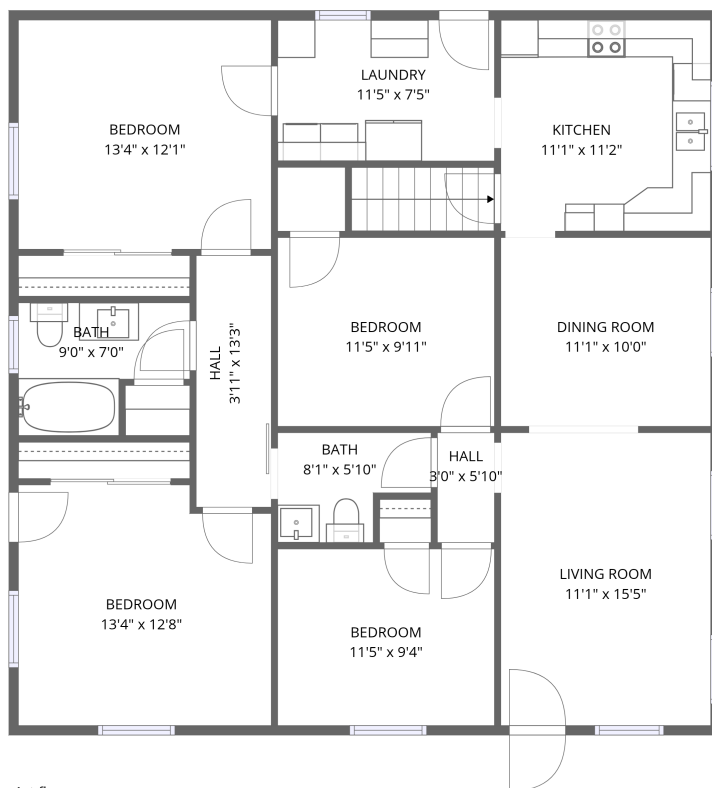 LAUNDRY
11'5" x 7'5"
BEDROOM
13'4" x 12'1"
KITCHEN
11'1" x 11'2"
BATH
9'0" x 7'0"
HALL
3'11" x 13'3"
BEDROOM
11'5" x 9'11"
DINING ROOM
11'1" x 10'0"
BATH
8'1" x 5'10"
HALL
3'0" x 5'10"
LIVING ROOM
11'1" x 15'5"
BEDROOM
13'4" x 12'8"
BEDROOM
11'5" x 9'4"